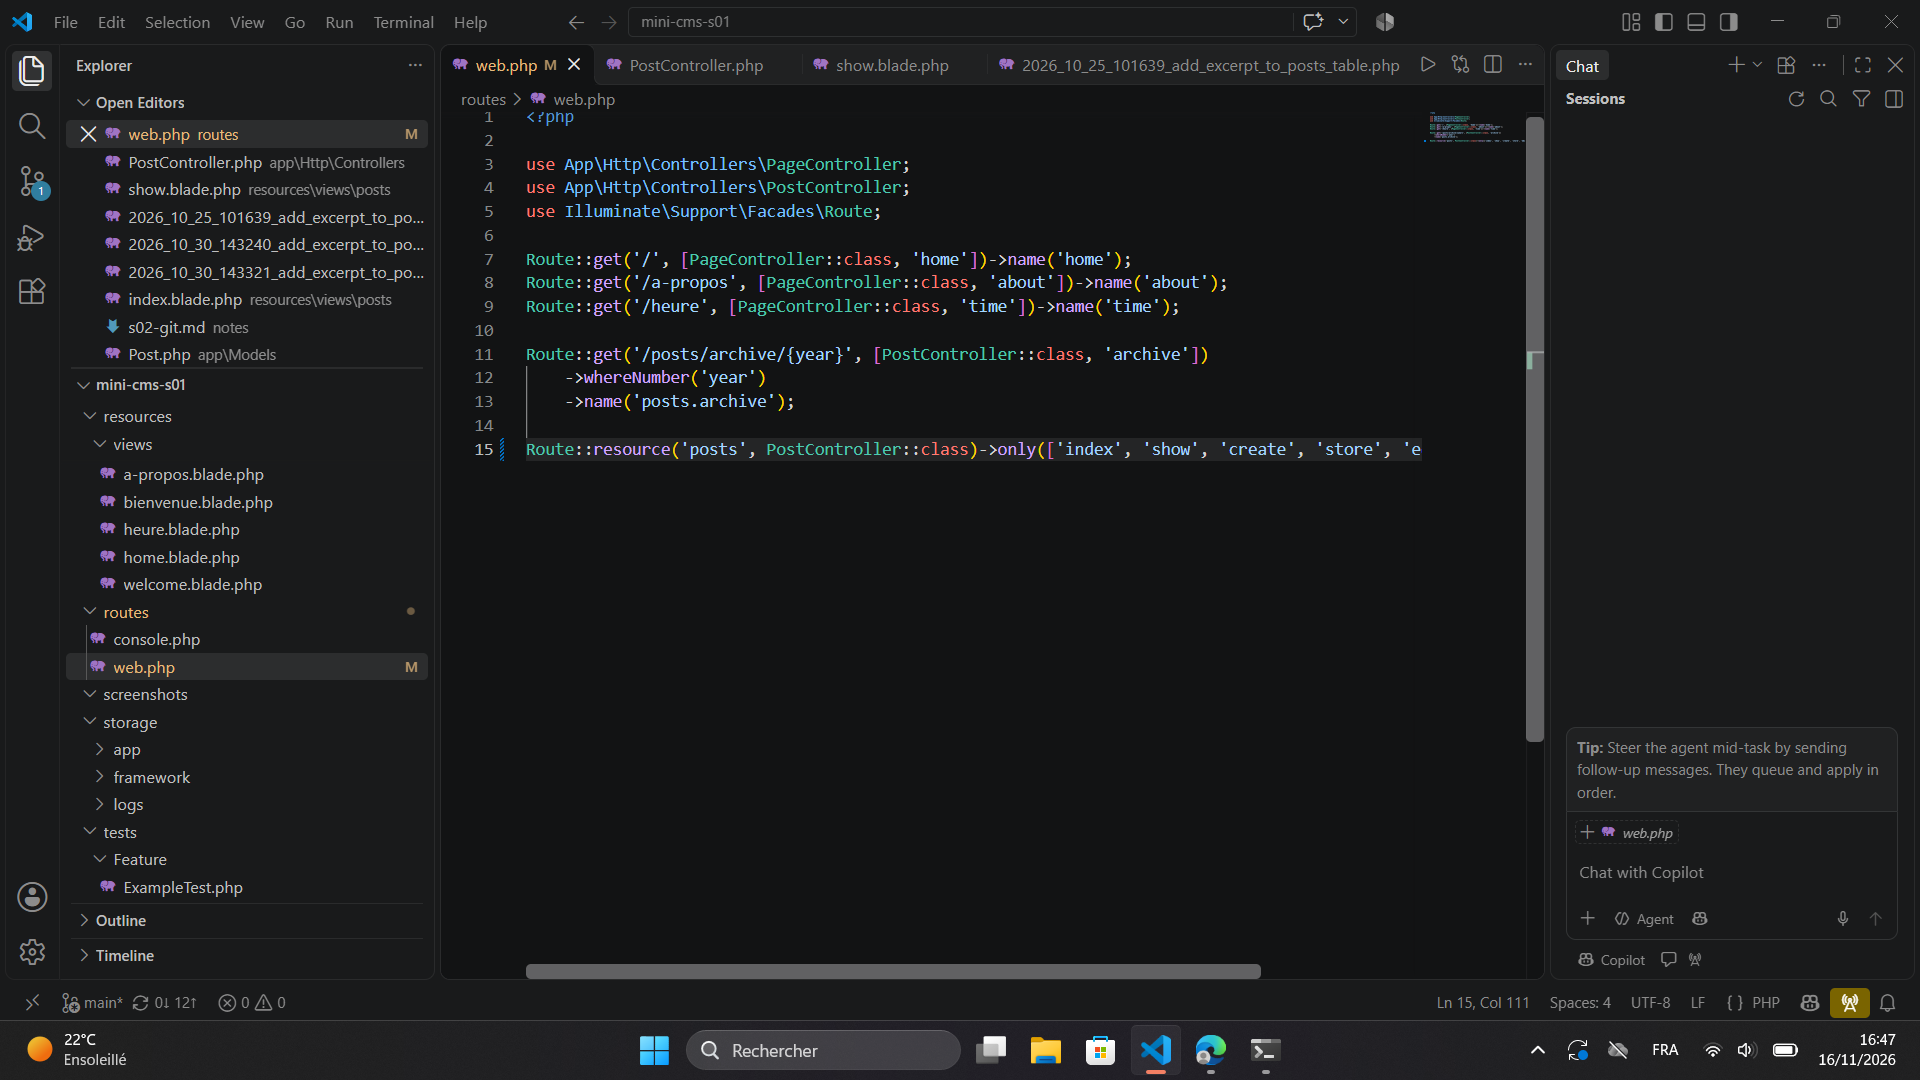 File Edit Selection View Go Run Terminal Help
mini-cms-s01
Explorer
Open Editors
web.php routes M
PostController.php app\Http\Controllers
show.blade.php resources\views\posts
2026_10_25_101639_add_excerpt_to_po...
2026_10_30_143240_add_excerpt_to_po...
2026_10_30_143321_add_excerpt_to_po...
index.blade.php resources\views\posts
s02-git.md notes
Post.php app\Models
mini-cms-s01
resources
views
a-propos.blade.php
bienvenue.blade.php
heure.blade.php
home.blade.php
welcome.blade.php
routes
console.php
web.php M
screenshots
storage
app
framework
logs
tests
Feature
ExampleTest.php
Outline
Timeline
1
web.php M
PostController.php
show.blade.php
2026_10_25_101639_add_excerpt_to_posts_table.php
routes > web.php
1 <?php
2
3 use App\Http\Controllers\PageController;
4 use App\Http\Controllers\PostController;
5 use Illuminate\Support\Facades\Route;
6
7 Route::get('/', [PageController::class, 'home'])->name('home');
8 Route::get('/a-propos', [PageController::class, 'about'])->name('about');
9 Route::get('/heure', [PageController::class, 'time'])->name('time');
10
11 Route::get('/posts/archive/{year}', [PostController::class, 'archive'])
12     ->whereNumber('year')
13     ->name('posts.archive');
14
15 Route::resource('posts', PostController::class)->only(['index', 'show', 'create', 'store', 'e
Chat
Sessions
Tip: Steer the agent mid-task by sending
follow-up messages. They queue and apply in
order.
web.php
Chat with Copilot
Agent
Copilot
main* 0↓ 12↑ 0 0
Ln 15, Col 111 Spaces: 4 UTF-8 LF { } PHP
22°C
Ensoleillé
Rechercher
FRA
16:47
16/11/2026